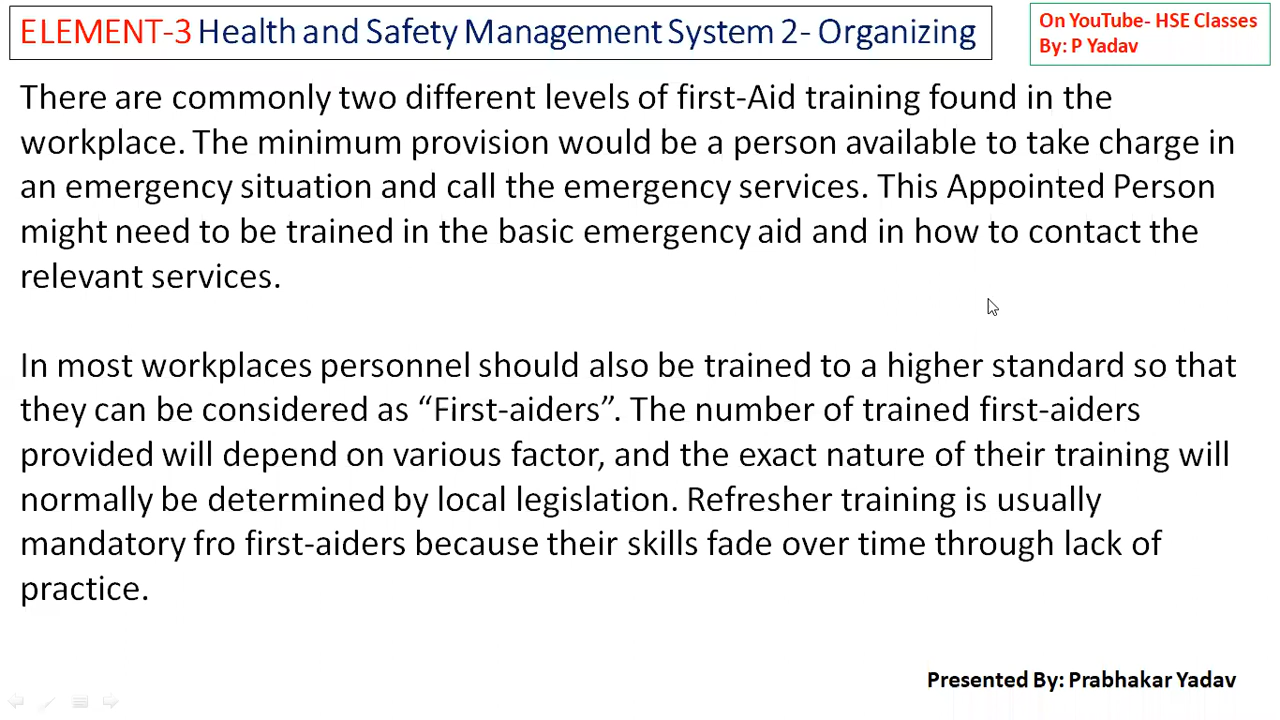 ELEMENT-3 Health and Safety Management System 2- Organizing
On YouTube- HSE Classes
By: P Yadav
There are commonly two different levels of first-Aid training found in the
workplace. The minimum provision would be a person available to take charge in
an emergency situation and call the emergency services. This Appointed Person
might need to be trained in the basic emergency aid and in how to contact the
relevant services.
In most workplaces personnel should also be trained to a higher standard so that
they can be considered as “First-aiders”. The number of trained first-aiders
provided will depend on various factor, and the exact nature of their training will
normally be determined by local legislation. Refresher training is usually
mandatory fro first-aiders because their skills fade over time through lack of
practice.
Presented By: Prabhakar Yadav